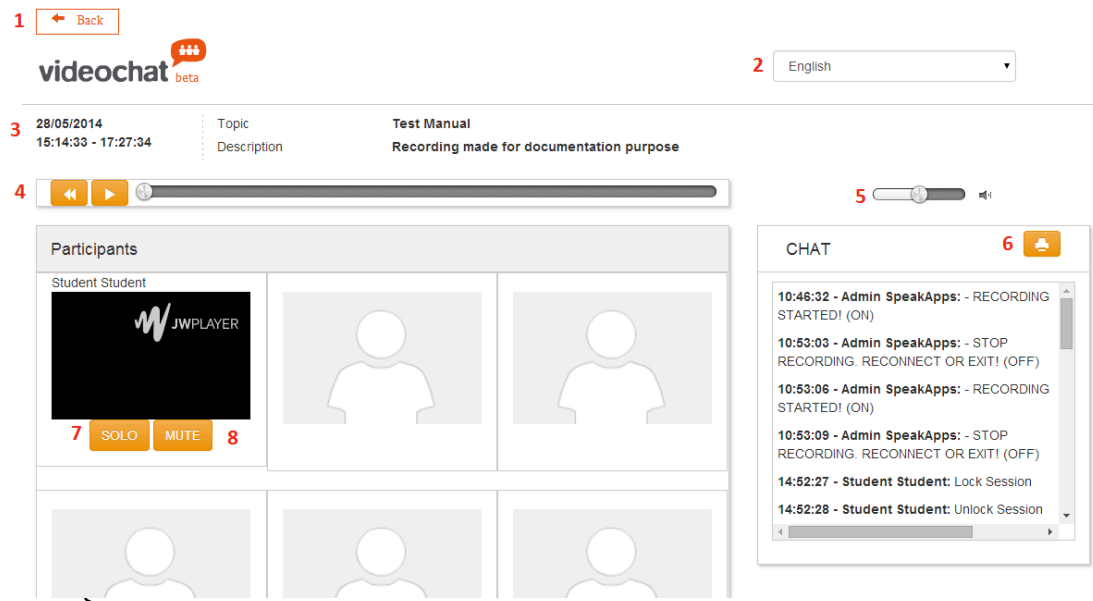 1 Back
videochat beta
2 English
3 28/05/2014
15:14:33 - 17:27:34
Topic Test Manual
Description Recording made for documentation purpose
4
5
Participants
Student Student
JWPLAYER
7 SOLO MUTE 8
CHAT 6
10:46:32 - Admin SpeakApps: - RECORDING
STARTED! (ON)
10:53:03 - Admin SpeakApps: - STOP
RECORDING. RECONNECT OR EXIT! (OFF)
10:53:06 - Admin SpeakApps: - RECORDING
STARTED! (ON)
10:53:09 - Admin SpeakApps: - STOP
RECORDING. RECONNECT OR EXIT! (OFF)
14:52:27 - Student Student: Lock Session
14:52:28 - Student Student: Unlock Session